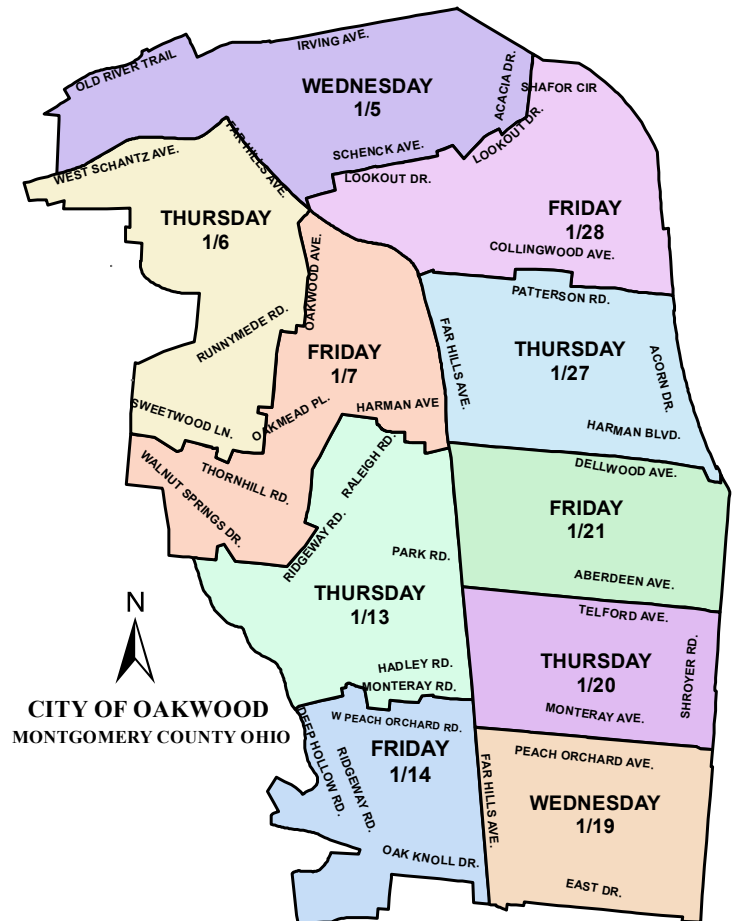 IRVING AVE.
OLD RIVER TRAIL
WEDNESDAY
1/5
ACACIA DR.
SHAFOR CIR
SCHENCK AVE.
LOOKOUT DR.
LOOKOUT DR.
WEST SCHANTZ AVE.
FAR HILLS AVE.
THURSDAY
1/6
FRIDAY
1/28
COLLINGWOOD AVE.
OAKWOOD AVE.
RUNNYMEDE RD.
PATTERSON RD.
FRIDAY
1/7
FAR HILLS AVE.
THURSDAY
1/27
ACORN DR.
SWEETWOOD LN.
OAKMEAD PL.
HARMAN AVE
HARMAN BLVD.
WALNUT SPRINGS DR.
THORNHILL RD.
RALEIGH RD.
DELLWOOD AVE.
FRIDAY
1/21
RIDGEWAY RD.
PARK RD.
ABERDEEN AVE.
THURSDAY
1/13
TELFORD AVE.
N
THURSDAY
1/20
SHROYER RD.
HADLEY RD.
MONTERAY RD.
MONTERAY AVE.
CITY OF OAKWOOD
MONTGOMERY COUNTY OHIO
DEEP HOLLOW RD.
W PEACH ORCHARD RD.
FRIDAY
1/14
RIDGEWAY RD.
FAR HILLS AVE.
PEACH ORCHARD AVE.
WEDNESDAY
1/19
OAK KNOLL DR.
EAST DR.